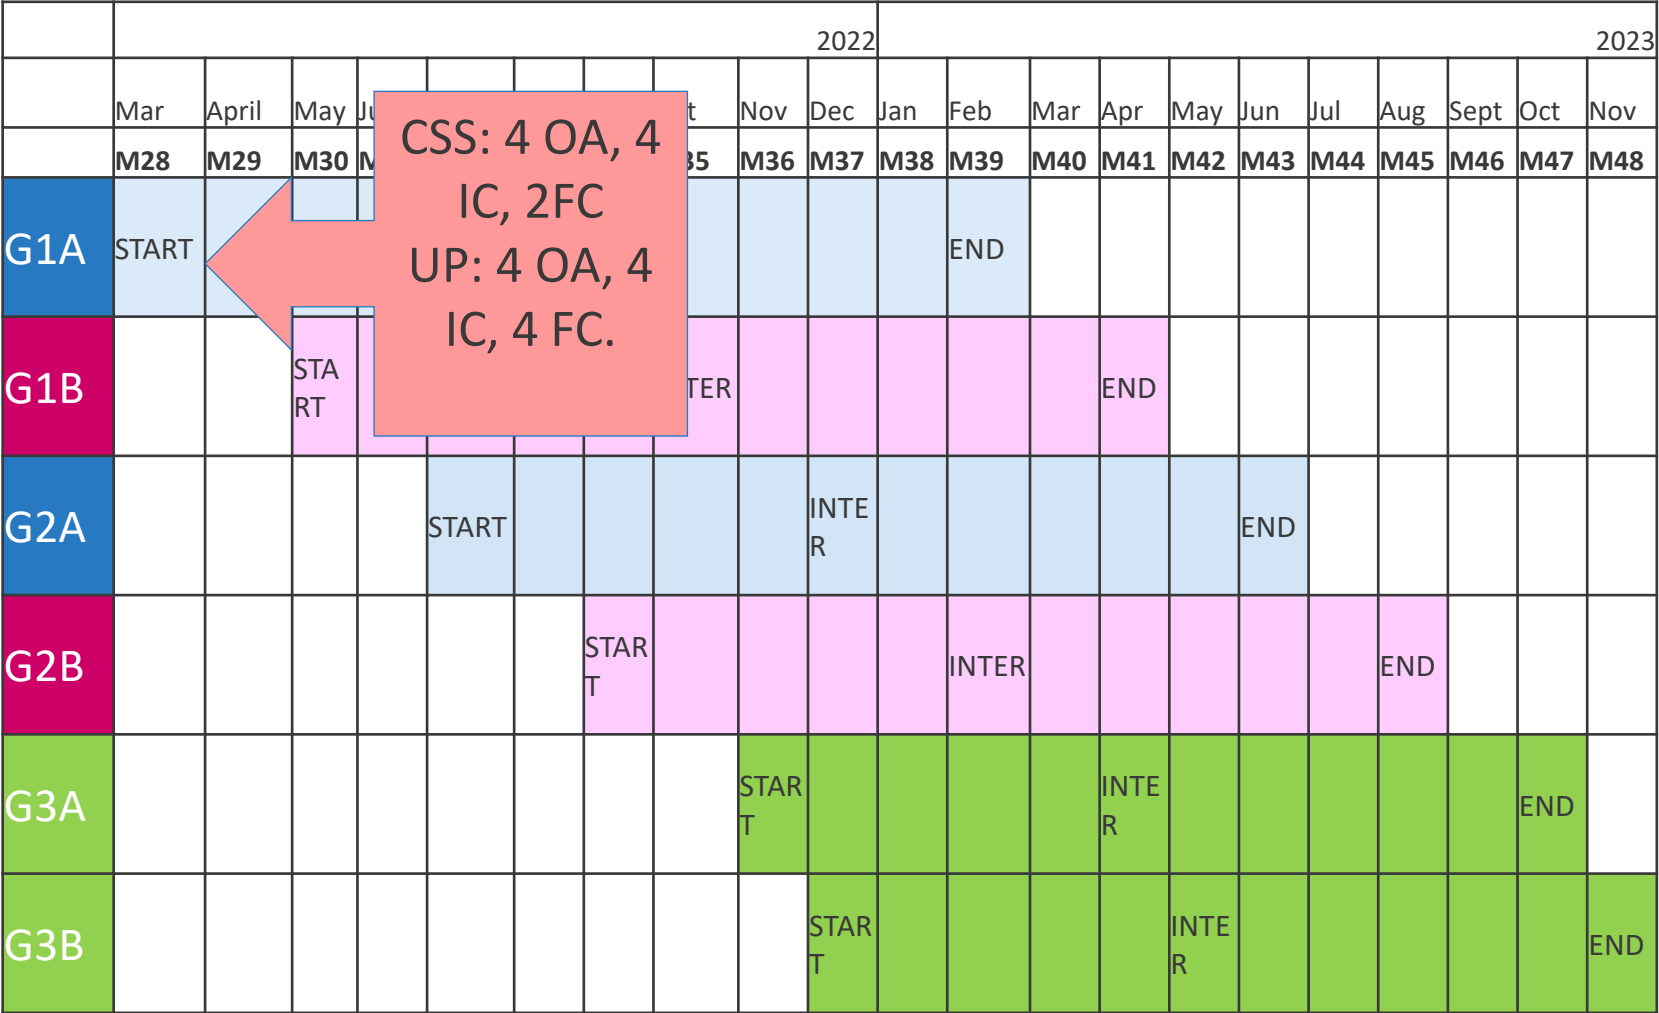 2022 2023
Mar April May Nov Dec Jan Feb Mar Apr May Jun Jul Aug Sept Oct Nov
M28 M29 M30 M36 M37 M38 M39 M40 M41 M42 M43 M44 M45 M46 M47 M48
CSS: 4 OA, 4
IC, 2FC
UP: 4 OA, 4
IC, 4 FC.
G1A START END
G1B STA
RT
END
G2A START INTE
R
END
G2B STAR
T
INTER END
G3A STAR
T
INTE
R
END
G3B STAR
T
INTE
R
END